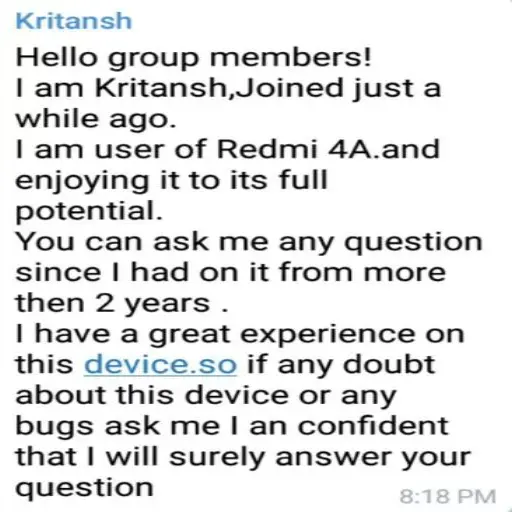 Kritansh
Hello group members!
I am Kritansh,Joined just a
while ago.
I am user of Redmi 4A.and
enjoying it to its full
potential.
You can ask me any question
since I had on it from more
then 2 years .
I have a great experience on
this device.so if any doubt
about this device or any
bugs ask me I an confident
that I will surely answer your
question
8:18 PM